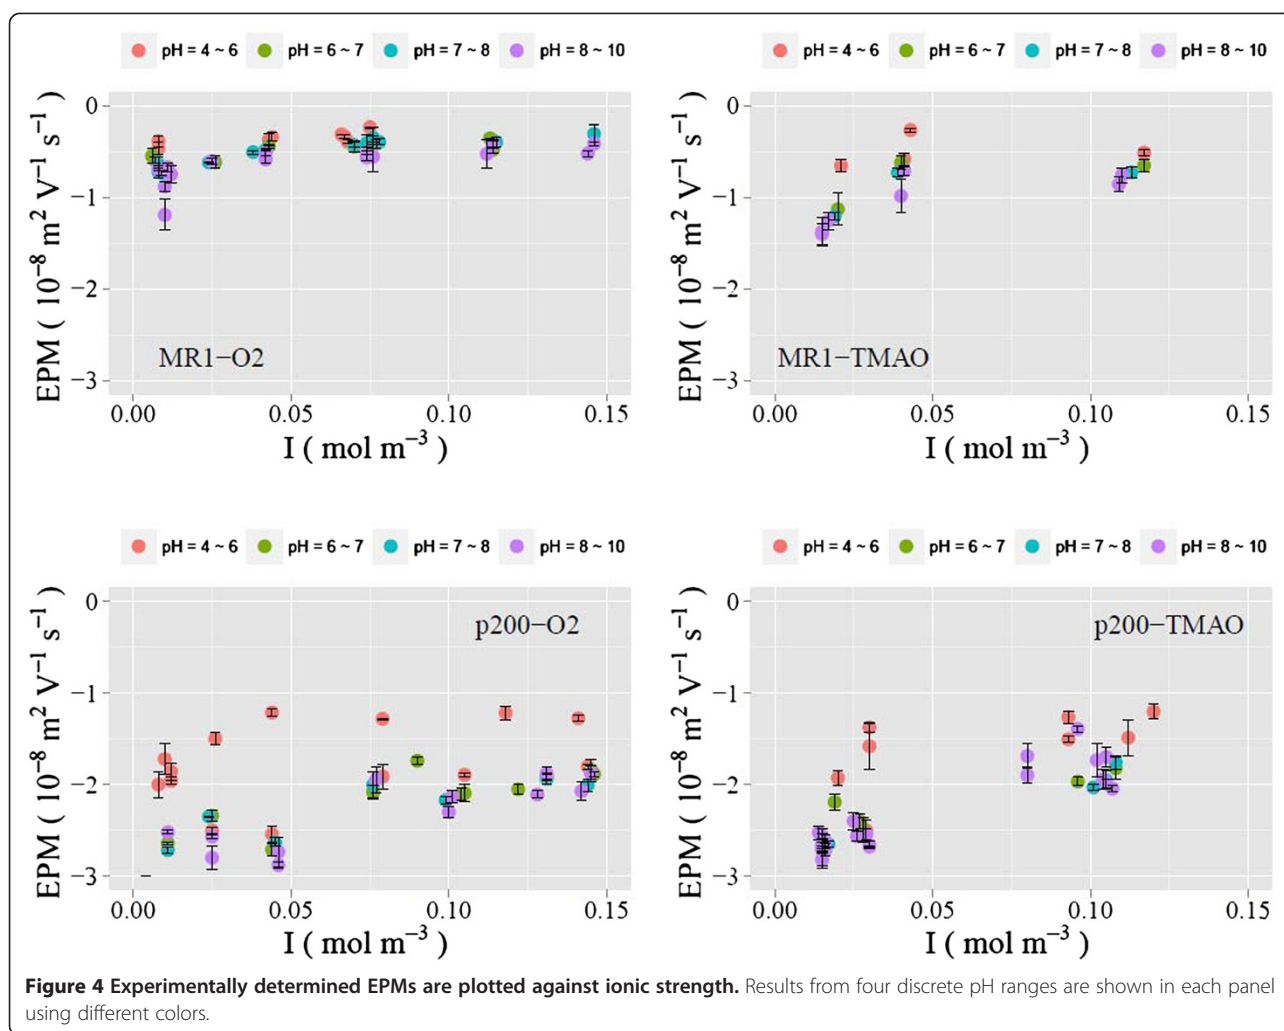 pH = 4 ~ 6 pH = 6 ~ 7 pH = 7 ~ 8 pH = 8 ~ 10
0
−1
−2
−3
EPM ( 10⁻⁸ m² V⁻¹ s⁻¹ )
MR1−O2
0.00 0.05 0.10 0.15
I ( mol m⁻³ )
pH = 4 ~ 6 pH = 6 ~ 7 pH = 7 ~ 8 pH = 8 ~ 10
0
−1
−2
−3
EPM ( 10⁻⁸ m² V⁻¹ s⁻¹ )
MR1−TMAO
0.00 0.05 0.10 0.15
I ( mol m⁻³ )
pH = 4 ~ 6 pH = 6 ~ 7 pH = 7 ~ 8 pH = 8 ~ 10
0
−1
−2
−3
EPM ( 10⁻⁸ m² V⁻¹ s⁻¹ )
p200−O2
0.00 0.05 0.10 0.15
I ( mol m⁻³ )
pH = 4 ~ 6 pH = 6 ~ 7 pH = 7 ~ 8 pH = 8 ~ 10
0
−1
−2
−3
EPM ( 10⁻⁸ m² V⁻¹ s⁻¹ )
p200−TMAO
0.00 0.05 0.10 0.15
I ( mol m⁻³ )
Figure 4 Experimentally determined EPMs are plotted against ionic strength. Results from four discrete pH ranges are shown in each panel
using different colors.